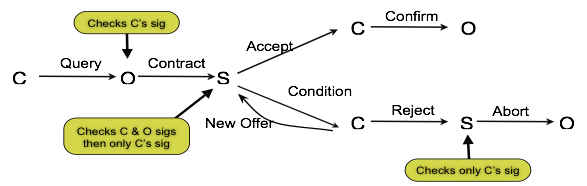 Checks C's sig
Accept
C
Confirm
O
C
Query
O
Contract
S
Condition
New Offer
Checks C & O sigs
then only C's sig
C
Reject
S
Abort
O
Checks only C's sig